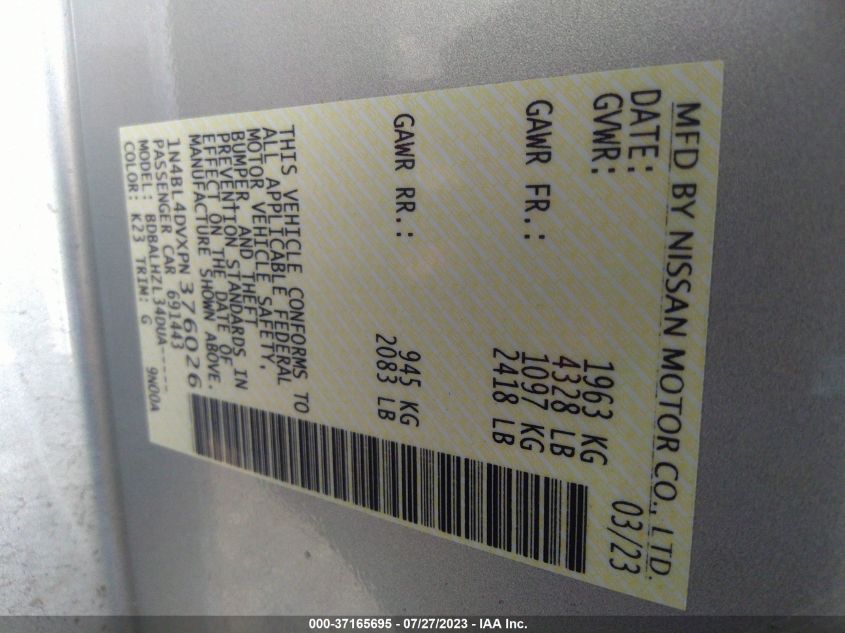 MFD BY NISSAN MOTOR CO., LTD.
DATE: 03/23
GVWR: 1963 KG
4328 LB
GAWR FR.: 1097 KG
2418 LB
GAWR RR.: 945 KG
2083 LB
THIS VEHICLE CONFORMS TO
ALL APPLICABLE FEDERAL
MOTOR VEHICLE SAFETY,
BUMPER, AND THEFT
PREVENTION STANDARDS IN
EFFECT ON THE DATE OF
MANUFACTURE SHOWN ABOVE.
1N4BL4DVXPN376026
PASSENGER CAR 691443
MODEL: BDBALHZL34DUA-----
COLOR: K23 TRIM: G 9N00A
000-37165695 / 07/27/2023 - IAA Inc.